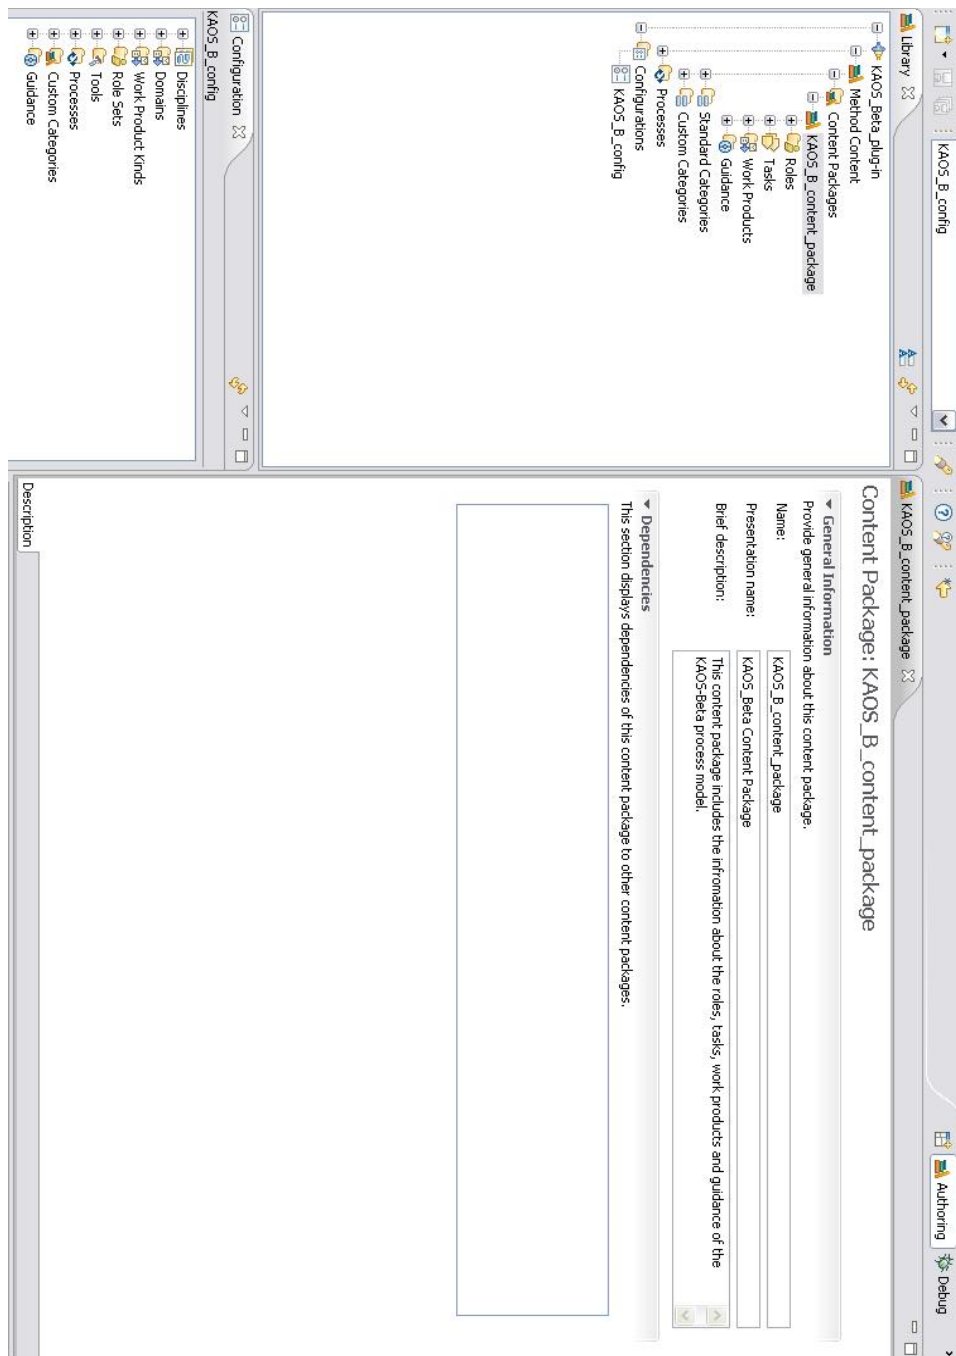 KAOS_B_config
Authoring
Debug
Library
KAOS_Beta_plug-in
Method Content
Content Packages
KAOS_B_content_package
Roles
Tasks
Work Products
Guidance
Standard Categories
Custom Categories
Processes
Configurations
KAOS_B_config
Configuration
KAOS_B_config
Disciplines
Domains
Work Product Kinds
Role Sets
Tools
Processes
Custom Categories
Guidance
KAOS_B_content_package
Content Package: KAOS_B_content_package
General Information
Provide general information about this content package.
Name:
KAOS_B_content_package
Presentation name:
KAOS_Beta Content Package
Brief description:
This content package includes the infromation about the roles, tasks, work products and guidance of the
KAOS-Beta process model.
Dependencies
This section displays dependencies of this content package to other content packages.
Description